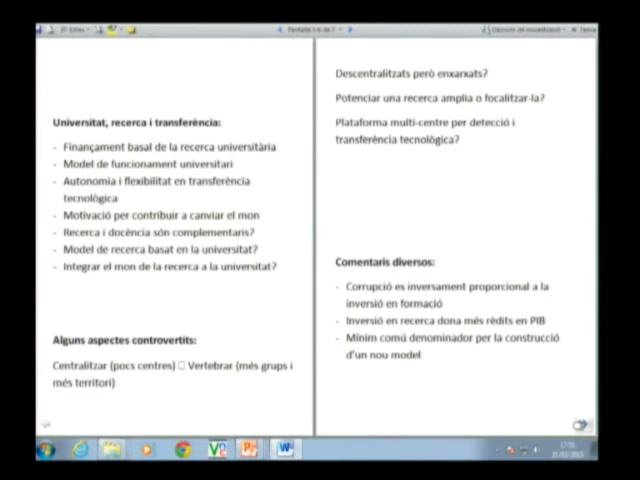 Pantalla 5-6 de 7
Universitat, recerca i transferència:
- Finançament basal de la recerca universitària
- Model de funcionament universitari
- Autonomia i flexibilitat en transferència
tecnològica
- Motivació per contribuir a canviar el mon
- Recerca i docència són complementaris?
- Model de recerca basat en la universitat?
- Integrar el mon de la recerca a la universitat?
Alguns aspectes controvertits:
Centralitzar (pocs centres) □ Vertebrar (més grups i
més territori)
Descentralitzats però enxarxats?
Potenciar una recerca amplia o focalitzar-la?
Plataforma multi-centre per detecció i
transferència tecnològica?
Comentaris diversos:
- Corrupció es inversament proporcional a la
inversió en formació
- Inversió en recerca dona més rèdits en PIB
- Mínim comú denominador per la construcció
d'un nou model